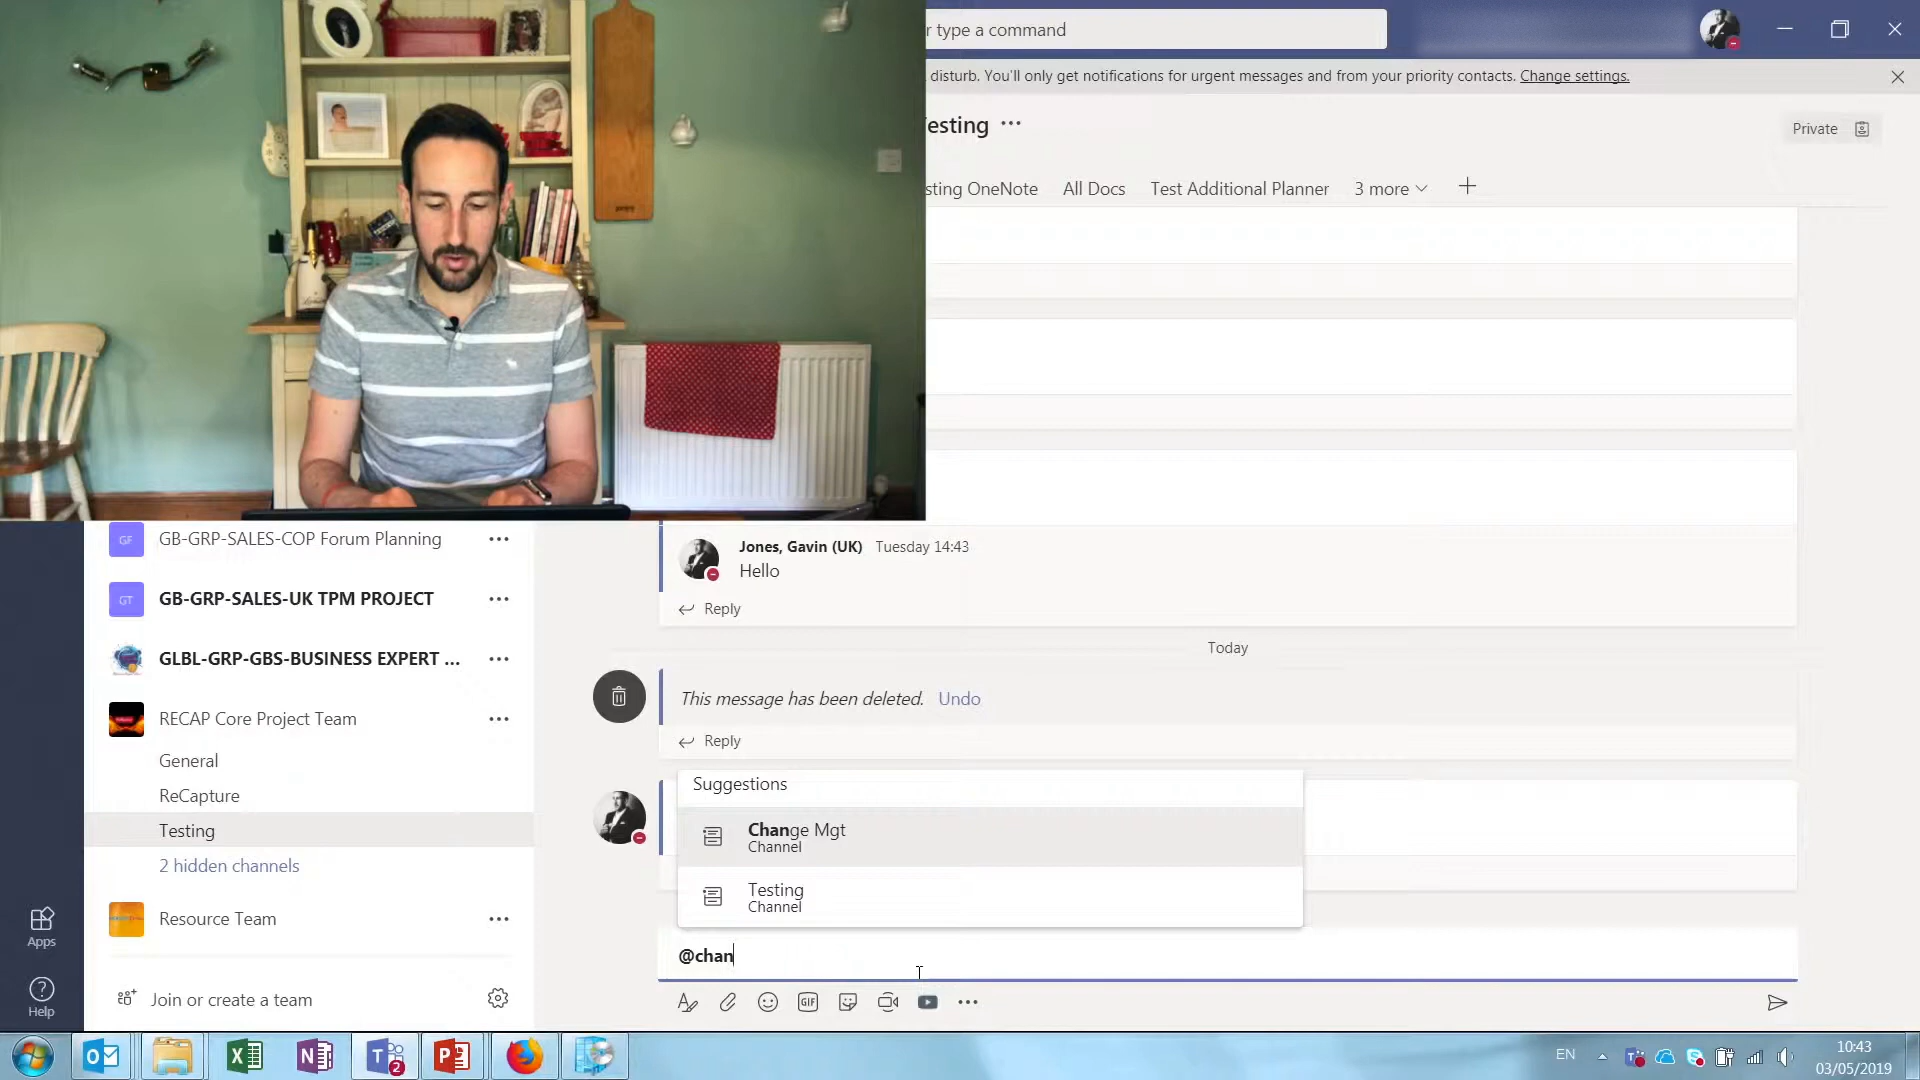 r type a command
disturb. You'll only get notifications for urgent messages and from your priority contacts. Change settings.
esting ...
Private
sting OneNote All Docs Test Additional Planner 3 more
GF GB-GRP-SALES-COP Forum Planning
GT GB-GRP-SALES-UK TPM PROJECT
GLBL-GRP-GBS-BUSINESS EXPERT ...
RECAP Core Project Team
General
ReCapture
Testing
2 hidden channels
Resource Team
Join or create a team
Apps
Help
Jones, Gavin (UK) Tuesday 14:43
Hello
Reply
Today
This message has been deleted. Undo
Reply
Suggestions
Change Mgt
Channel
Testing
Channel
@chan
GIF
2
EN
10:43
03/05/2019